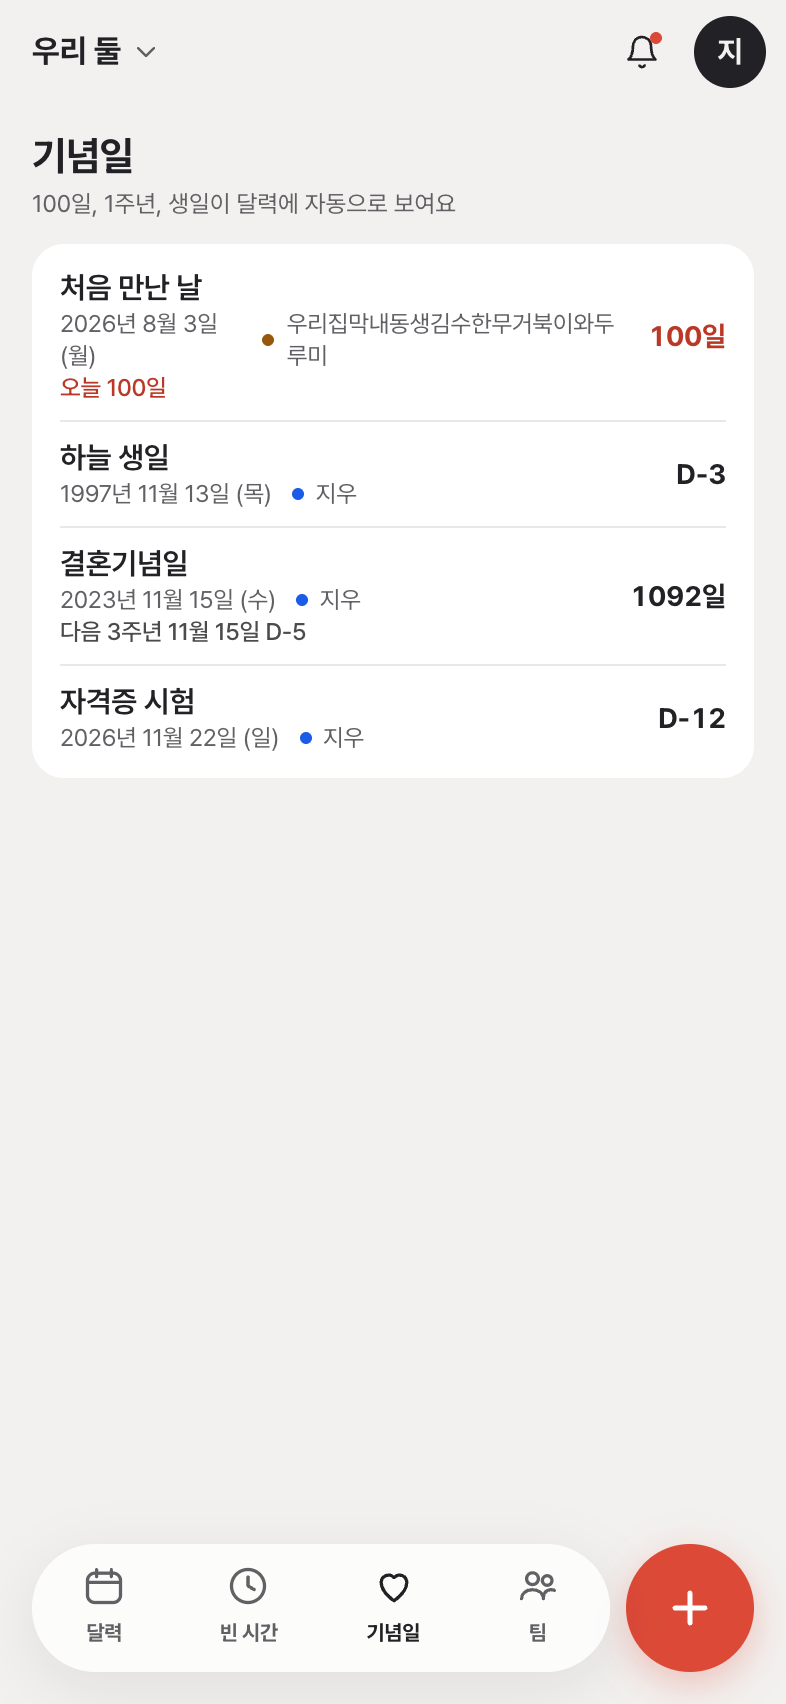 우리 둘
지
기념일
100일, 1주년, 생일이 달력에 자동으로 보여요
처음 만난 날
2026년 8월 3일 (월)
우리집막내동생김수한무거북이와두루미
오늘 100일
100일
하늘 생일
1997년 11월 13일 (목) 지우
D-3
결혼기념일
2023년 11월 15일 (수) 지우
다음 3주년 11월 15일 D-5
1092일
자격증 시험
2026년 11월 22일 (일) 지우
D-12
달력
빈 시간
기념일
팀